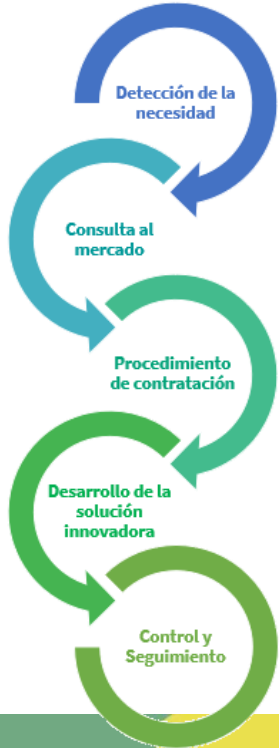 Detección de la
necesidad
Consulta al
mercado
Procedimiento
de contratación
Desarrollo de la
solución
innovadora
Control y
Seguimiento